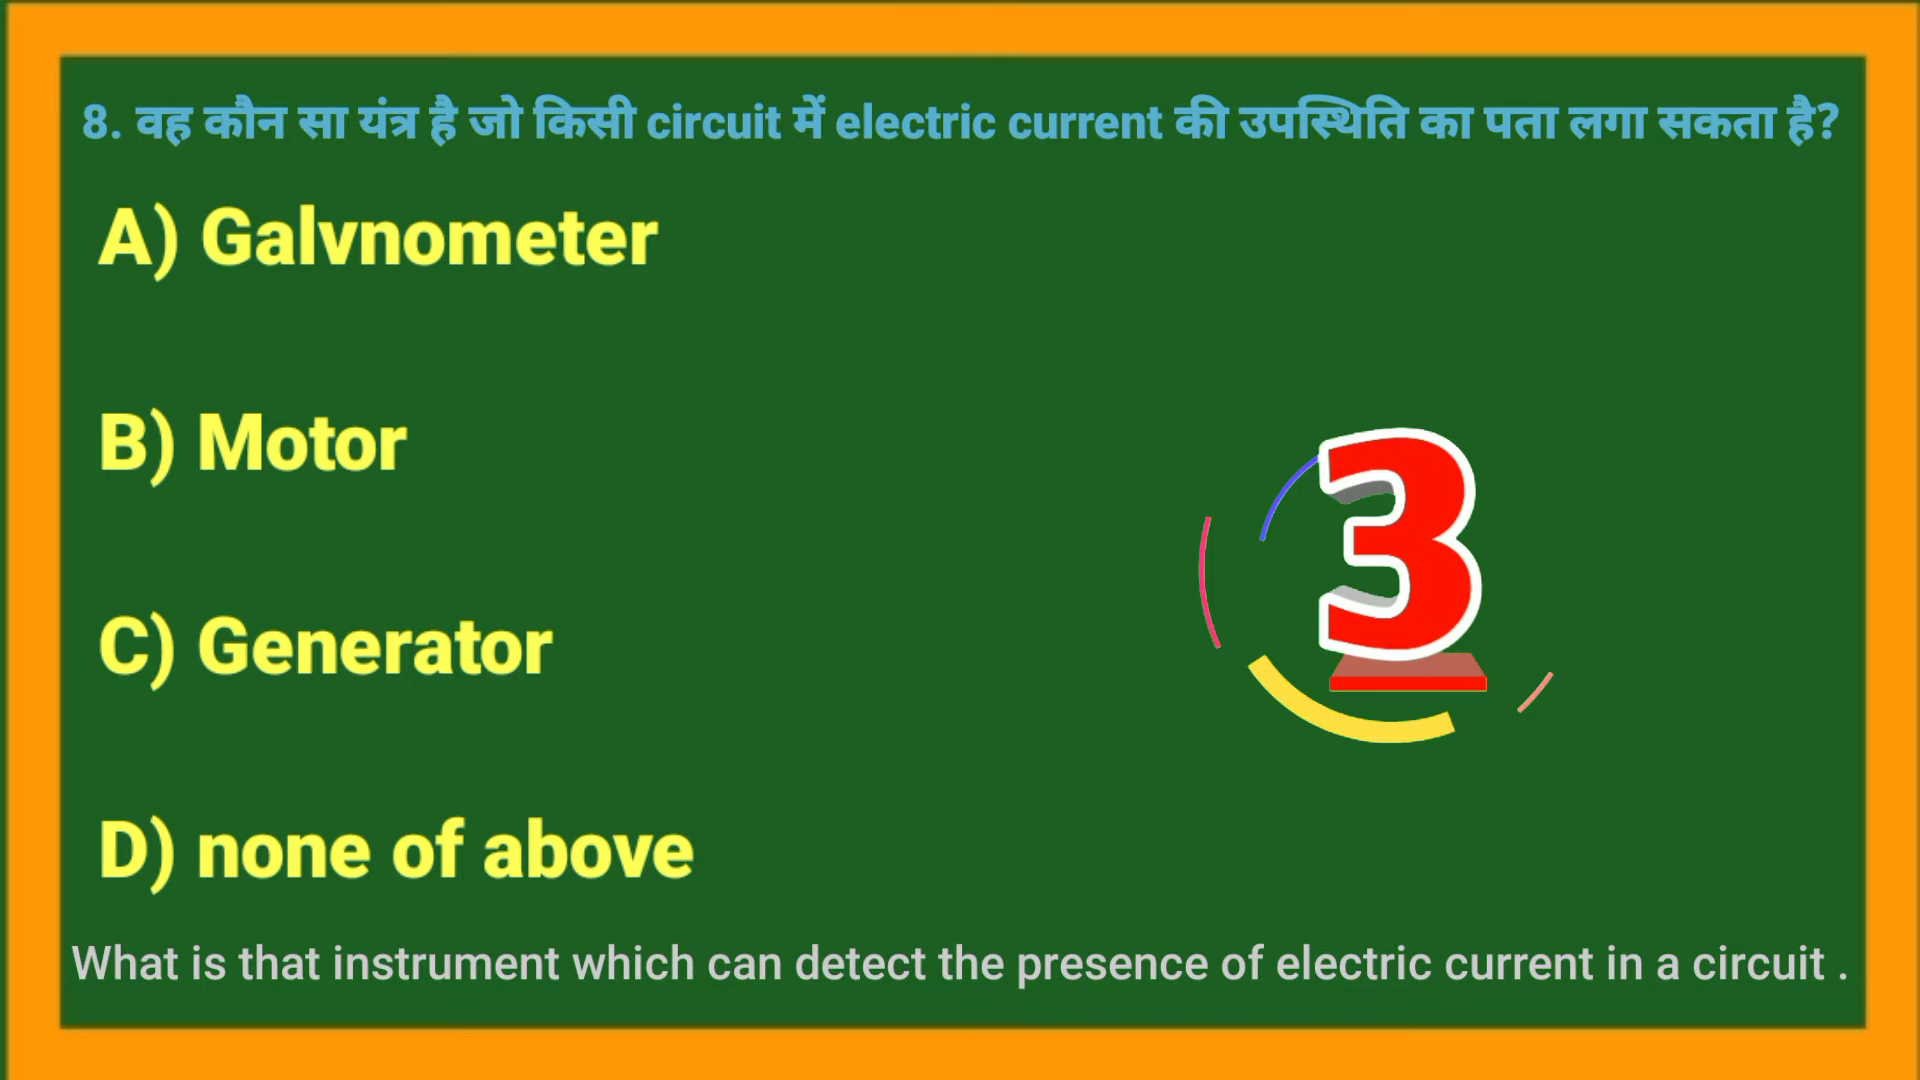 8. वह कौन सा यंत्र है जो किसी circuit में electric current की उपस्थिति का पता लगा सकता है?
A) Galvnometer
B) Motor
C) Generator
D) none of above
3
What is that instrument which can detect the presence of electric current in a circuit .